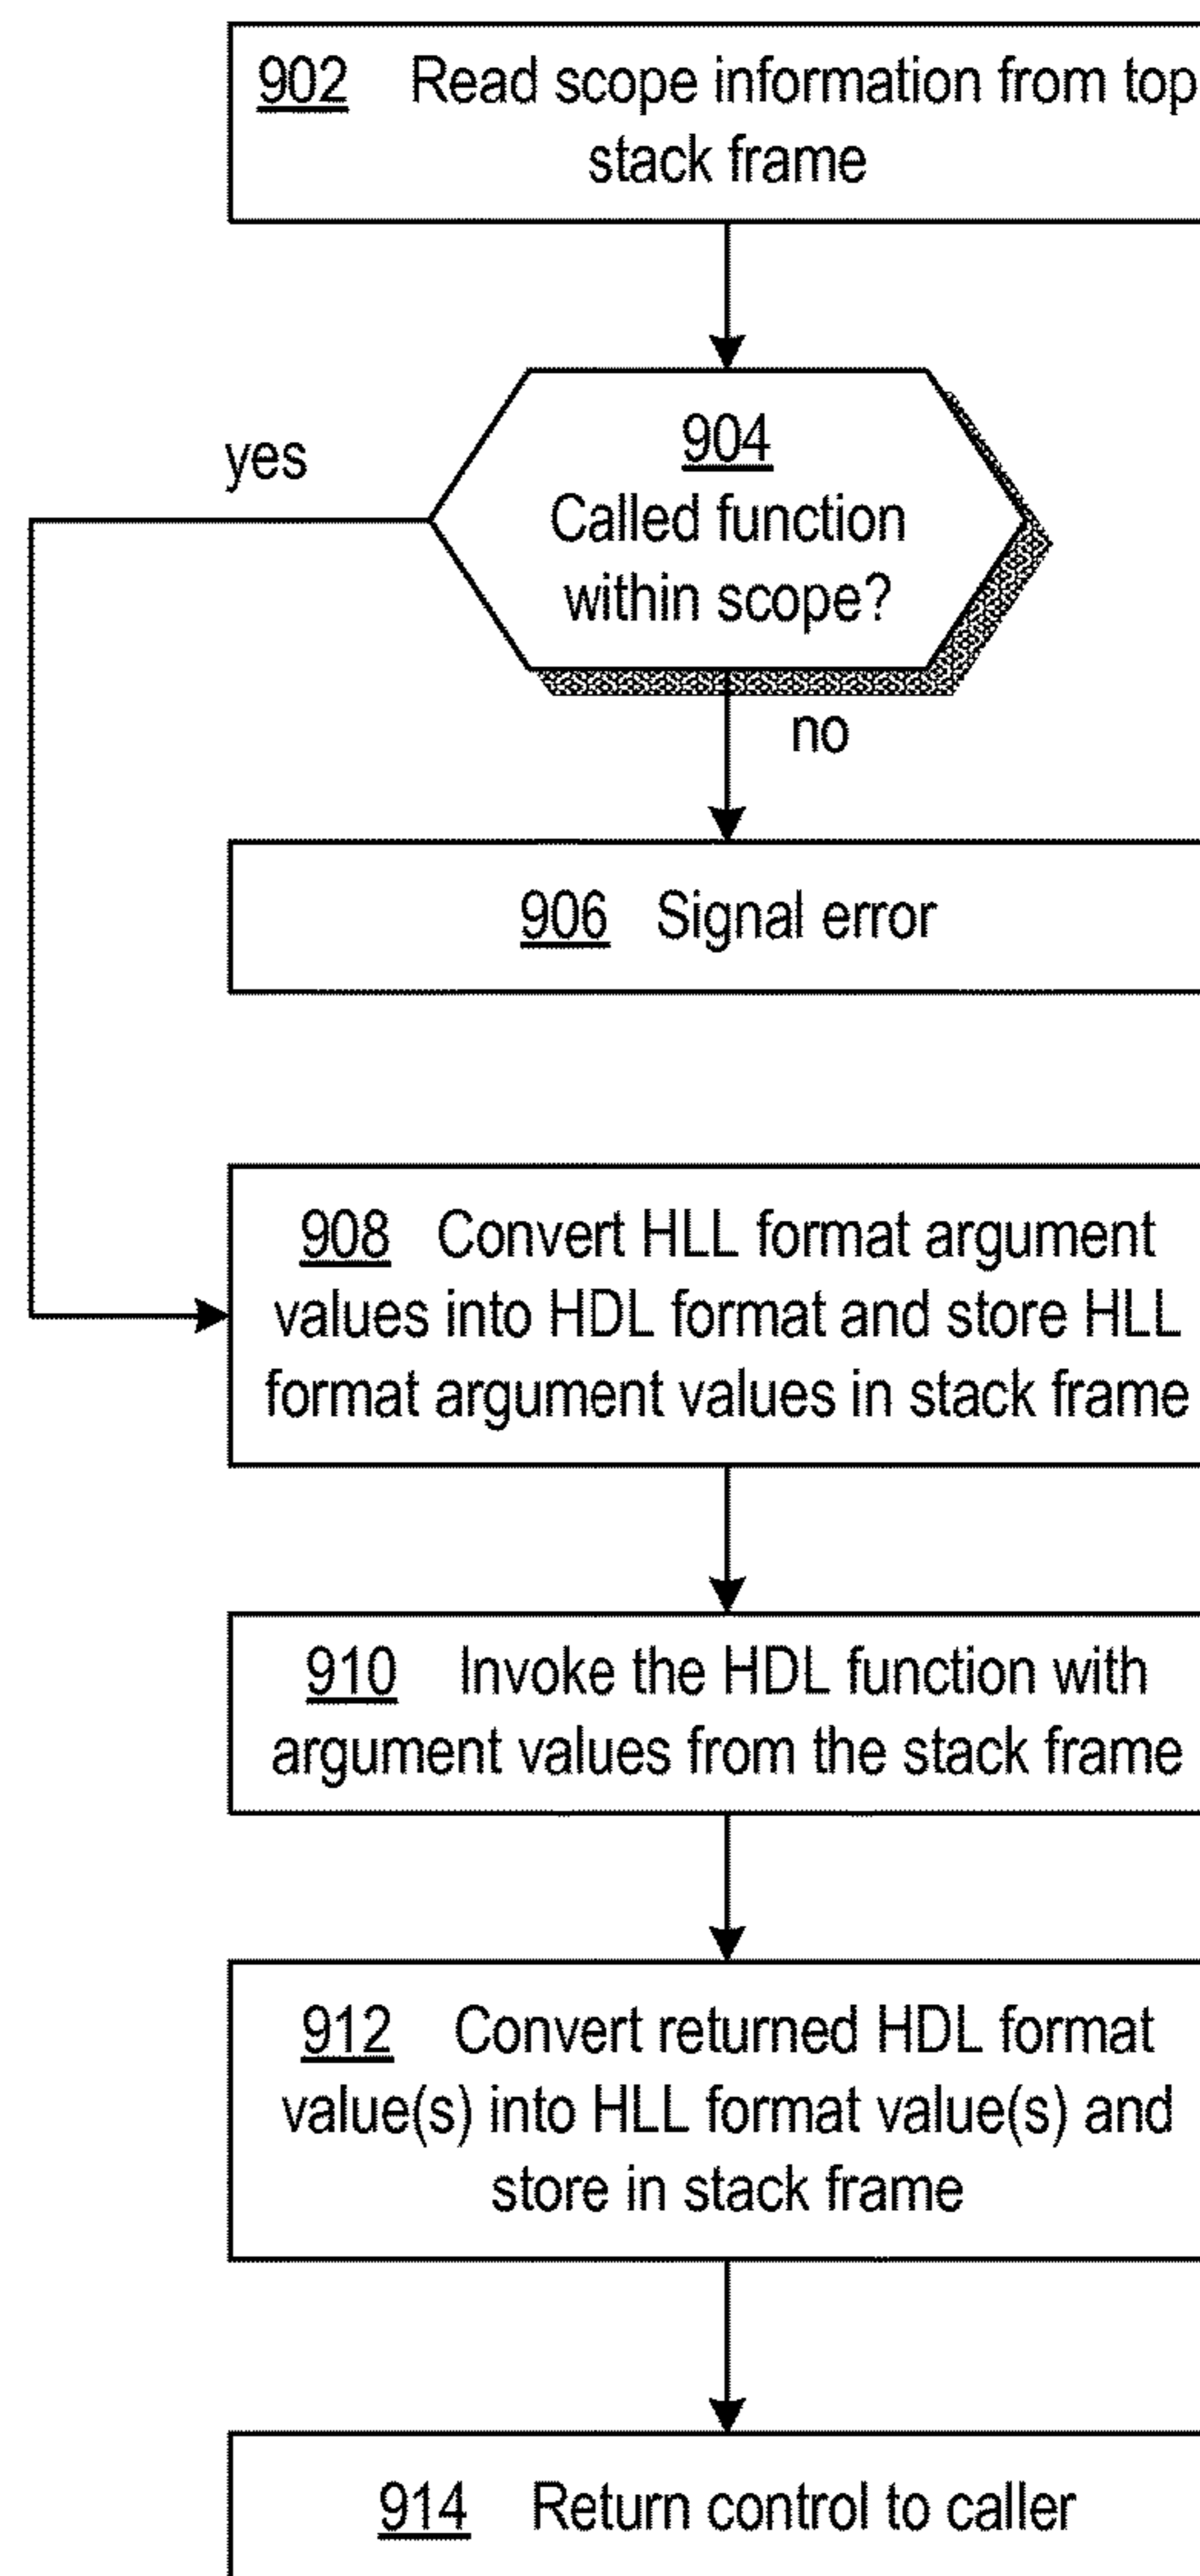 902 Read scope information from top
stack frame
904
yes
Called function
within scope?
no
906 Signal error
908 Convert HLL format argument
values into HDL format and store HLL
format argument values in stack frame
910 Invoke the HDL function with
argument values from the stack frame
912 Convert returned HDL format
value(s) into HLL format value(s) and
store in stack frame
914 Return control to caller